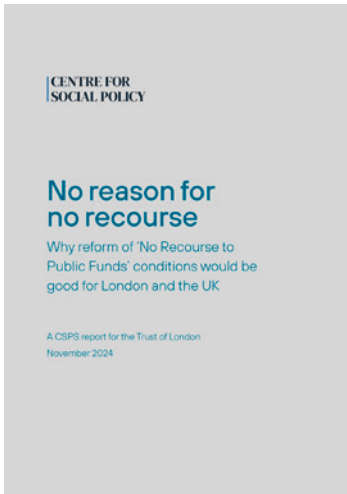 CENTRE FOR
SOCIAL POLICY
No reason for
no recourse
Why reform of 'No Recourse to
Public Funds' conditions would be
good for London and the UK
A CSPS report for the Trust of London
November 2024